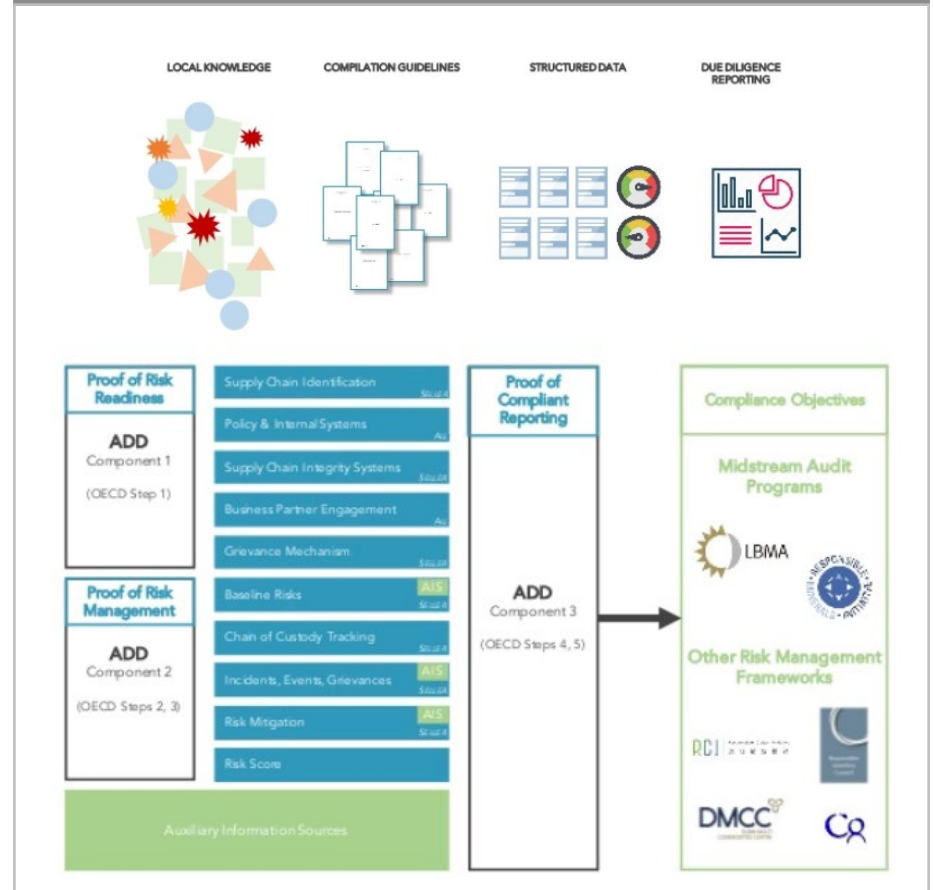 LOCAL KNOWLEDGE
COMPILATION GUIDELINES
STRUCTURED DATA
DUE DILIGENCE
REPORTING
Proof of Risk
Readiness
ADD
Component 1
(OECD Step 1)
Proof of Risk
Management
ADD
Component 2
(OECD Steps 2, 3)
Supply Chain Identification
Policy & Internal Systems
Supply Chain Integrity Systems
Business Partner Engagement
Grievance Mechanism
Baseline Risks
AIS
Chain of Custody Tracking
Incidents, Events, Grievances
AIS
Risk Mitigation
AIS
Risk Score
Auxiliary Information Sources
Proof of
Compliant
Reporting
ADD
Component 3
(OECD Steps 4, 5)
Compliance Objectives
Midstream Audit
Programs
LBMA
RESPONSIBLE
Other Risk Management
Frameworks
RCI
DMCC